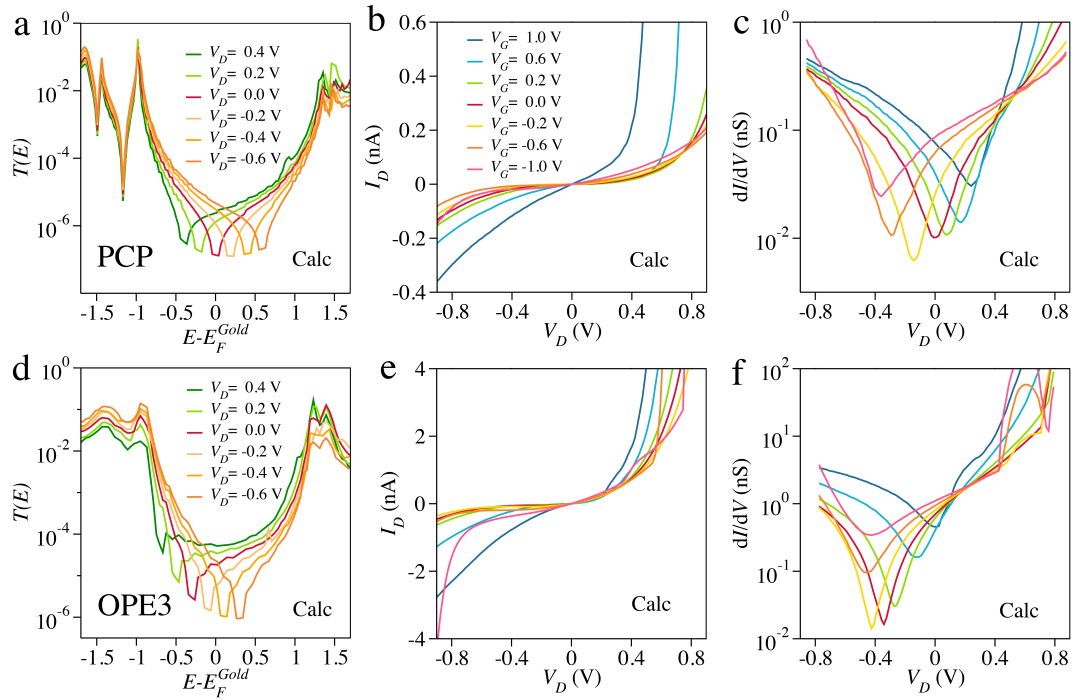 a
10^0
10^-2
10^-4
10^-6
T(E)
V_D= 0.4 V
V_D= 0.2 V
V_D= 0.0 V
V_D= -0.2 V
V_D= -0.4 V
V_D= -0.6 V
PCP
Calc
-1.5 -1 -0.5 0 0.5 1 1.5
E-E_F^Gold
b
0.6
0.4
0.2
0
-0.2
-0.4
I_D (nA)
V_G= 1.0 V
V_G= 0.6 V
V_G= 0.2 V
V_G= 0.0 V
V_G= -0.2 V
V_G= -0.6 V
V_G= -1.0 V
Calc
-0.8 -0.4 0 0.4 0.8
V_D (V)
c
10^0
10^-1
10^-2
dI/dV (nS)
Calc
-0.8 -0.4 0 0.4 0.8
V_D (V)
d
10^0
10^-2
10^-4
10^-6
T(E)
V_D= 0.4 V
V_D= 0.2 V
V_D= 0.0 V
V_D= -0.2 V
V_D= -0.4 V
V_D= -0.6 V
OPE3
Calc
-1.5 -1 -0.5 0 0.5 1 1.5
E-E_F^Gold
e
4
2
0
-2
-4
I_D (nA)
Calc
-0.8 -0.4 0 0.4 0.8
V_D (V)
f
10^2
10^1
10^0
10^-1
10^-2
dI/dV (nS)
Calc
-0.8 -0.4 0 0.4 0.8
V_D (V)